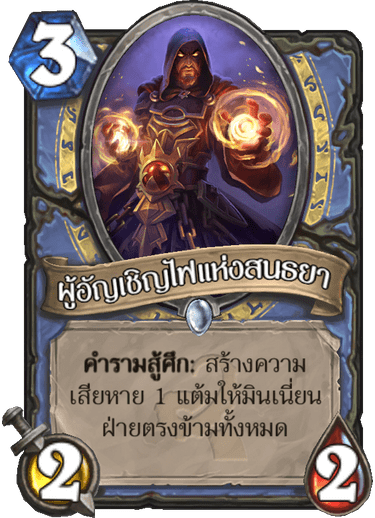 3
ผู้อัญเชิญไฟแห่งสนธยา
คำรามสู้ศึก: สร้างความ
เสียหาย 1 แต้มให้มินเนี่ยน
ฝ่ายตรงข้ามทั้งหมด
2
2